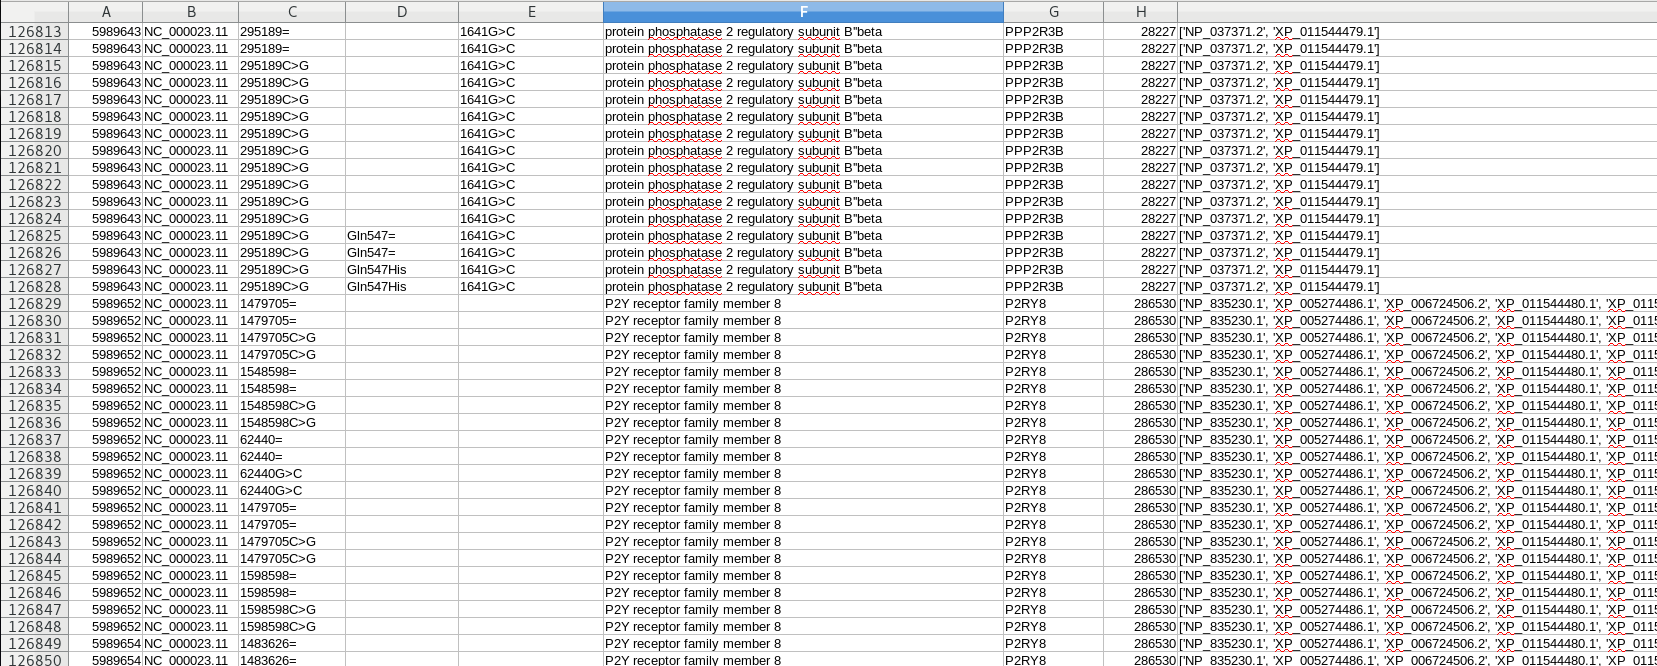 A B C D E F G H
126813 5989643 NC_000023.11 295189= 1641G>C protein phosphatase 2 regulatory subunit B"beta PPP2R3B 28227 ['NP_037371.2', 'XP_011544479.1']
126814 5989643 NC_000023.11 295189= 1641G>C protein phosphatase 2 regulatory subunit B"beta PPP2R3B 28227 ['NP_037371.2', 'XP_011544479.1']
126815 5989643 NC_000023.11 295189C>G 1641G>C protein phosphatase 2 regulatory subunit B"beta PPP2R3B 28227 ['NP_037371.2', 'XP_011544479.1']
126816 5989643 NC_000023.11 295189C>G 1641G>C protein phosphatase 2 regulatory subunit B"beta PPP2R3B 28227 ['NP_037371.2', 'XP_011544479.1']
126817 5989643 NC_000023.11 295189C>G 1641G>C protein phosphatase 2 regulatory subunit B"beta PPP2R3B 28227 ['NP_037371.2', 'XP_011544479.1']
126818 5989643 NC_000023.11 295189C>G 1641G>C protein phosphatase 2 regulatory subunit B"beta PPP2R3B 28227 ['NP_037371.2', 'XP_011544479.1']
126819 5989643 NC_000023.11 295189C>G 1641G>C protein phosphatase 2 regulatory subunit B"beta PPP2R3B 28227 ['NP_037371.2', 'XP_011544479.1']
126820 5989643 NC_000023.11 295189C>G 1641G>C protein phosphatase 2 regulatory subunit B"beta PPP2R3B 28227 ['NP_037371.2', 'XP_011544479.1']
126821 5989643 NC_000023.11 295189C>G 1641G>C protein phosphatase 2 regulatory subunit B"beta PPP2R3B 28227 ['NP_037371.2', 'XP_011544479.1']
126822 5989643 NC_000023.11 295189C>G 1641G>C protein phosphatase 2 regulatory subunit B"beta PPP2R3B 28227 ['NP_037371.2', 'XP_011544479.1']
126823 5989643 NC_000023.11 295189C>G 1641G>C protein phosphatase 2 regulatory subunit B"beta PPP2R3B 28227 ['NP_037371.2', 'XP_011544479.1']
126824 5989643 NC_000023.11 295189C>G 1641G>C protein phosphatase 2 regulatory subunit B"beta PPP2R3B 28227 ['NP_037371.2', 'XP_011544479.1']
126825 5989643 NC_000023.11 295189C>G Gln547= 1641G>C protein phosphatase 2 regulatory subunit B"beta PPP2R3B 28227 ['NP_037371.2', 'XP_011544479.1']
126826 5989643 NC_000023.11 295189C>G Gln547= 1641G>C protein phosphatase 2 regulatory subunit B"beta PPP2R3B 28227 ['NP_037371.2', 'XP_011544479.1']
126827 5989643 NC_000023.11 295189C>G Gln547His 1641G>C protein phosphatase 2 regulatory subunit B"beta PPP2R3B 28227 ['NP_037371.2', 'XP_011544479.1']
126828 5989643 NC_000023.11 295189C>G Gln547His 1641G>C protein phosphatase 2 regulatory subunit B"beta PPP2R3B 28227 ['NP_037371.2', 'XP_011544479.1']
126829 5989652 NC_000023.11 1479705= P2Y receptor family member 8 P2RY8 286530 ['NP_835230.1', 'XP_005274486.1', 'XP_006724506.2', 'XP_011544480.1', 'XP_0115
126830 5989652 NC_000023.11 1479705= P2Y receptor family member 8 P2RY8 286530 ['NP_835230.1', 'XP_005274486.1', 'XP_006724506.2', 'XP_011544480.1', 'XP_0115
126831 5989652 NC_000023.11 1479705C>G P2Y receptor family member 8 P2RY8 286530 ['NP_835230.1', 'XP_005274486.1', 'XP_006724506.2', 'XP_011544480.1', 'XP_0115
126832 5989652 NC_000023.11 1479705C>G P2Y receptor family member 8 P2RY8 286530 ['NP_835230.1', 'XP_005274486.1', 'XP_006724506.2', 'XP_011544480.1', 'XP_0115
126833 5989652 NC_000023.11 1548598= P2Y receptor family member 8 P2RY8 286530 ['NP_835230.1', 'XP_005274486.1', 'XP_006724506.2', 'XP_011544480.1', 'XP_0115
126834 5989652 NC_000023.11 1548598= P2Y receptor family member 8 P2RY8 286530 ['NP_835230.1', 'XP_005274486.1', 'XP_006724506.2', 'XP_011544480.1', 'XP_0115
126835 5989652 NC_000023.11 1548598C>G P2Y receptor family member 8 P2RY8 286530 ['NP_835230.1', 'XP_005274486.1', 'XP_006724506.2', 'XP_011544480.1', 'XP_0115
126836 5989652 NC_000023.11 1548598C>G P2Y receptor family member 8 P2RY8 286530 ['NP_835230.1', 'XP_005274486.1', 'XP_006724506.2', 'XP_011544480.1', 'XP_0115
126837 5989652 NC_000023.11 62440= P2Y receptor family member 8 P2RY8 286530 ['NP_835230.1', 'XP_005274486.1', 'XP_006724506.2', 'XP_011544480.1', 'XP_0115
126838 5989652 NC_000023.11 62440= P2Y receptor family member 8 P2RY8 286530 ['NP_835230.1', 'XP_005274486.1', 'XP_006724506.2', 'XP_011544480.1', 'XP_0115
126839 5989652 NC_000023.11 62440G>C P2Y receptor family member 8 P2RY8 286530 ['NP_835230.1', 'XP_005274486.1', 'XP_006724506.2', 'XP_011544480.1', 'XP_0115
126840 5989652 NC_000023.11 62440G>C P2Y receptor family member 8 P2RY8 286530 ['NP_835230.1', 'XP_005274486.1', 'XP_006724506.2', 'XP_011544480.1', 'XP_0115
126841 5989652 NC_000023.11 1479705= P2Y receptor family member 8 P2RY8 286530 ['NP_835230.1', 'XP_005274486.1', 'XP_006724506.2', 'XP_011544480.1', 'XP_0115
126842 5989652 NC_000023.11 1479705= P2Y receptor family member 8 P2RY8 286530 ['NP_835230.1', 'XP_005274486.1', 'XP_006724506.2', 'XP_011544480.1', 'XP_0115
126843 5989652 NC_000023.11 1479705C>G P2Y receptor family member 8 P2RY8 286530 ['NP_835230.1', 'XP_005274486.1', 'XP_006724506.2', 'XP_011544480.1', 'XP_0115
126844 5989652 NC_000023.11 1479705C>G P2Y receptor family member 8 P2RY8 286530 ['NP_835230.1', 'XP_005274486.1', 'XP_006724506.2', 'XP_011544480.1', 'XP_0115
126845 5989652 NC_000023.11 1598598= P2Y receptor family member 8 P2RY8 286530 ['NP_835230.1', 'XP_005274486.1', 'XP_006724506.2', 'XP_011544480.1', 'XP_0115
126846 5989652 NC_000023.11 1598598= P2Y receptor family member 8 P2RY8 286530 ['NP_835230.1', 'XP_005274486.1', 'XP_006724506.2', 'XP_011544480.1', 'XP_0115
126847 5989652 NC_000023.11 1598598C>G P2Y receptor family member 8 P2RY8 286530 ['NP_835230.1', 'XP_005274486.1', 'XP_006724506.2', 'XP_011544480.1', 'XP_0115
126848 5989652 NC_000023.11 1598598C>G P2Y receptor family member 8 P2RY8 286530 ['NP_835230.1', 'XP_005274486.1', 'XP_006724506.2', 'XP_011544480.1', 'XP_0115
126849 5989654 NC_000023.11 1483626= P2Y receptor family member 8 P2RY8 286530 ['NP_835230.1', 'XP_005274486.1', 'XP_006724506.2', 'XP_011544480.1', 'XP_0115
126850 5989654 NC_000023.11 1483626= P2Y receptor family member 8 P2RY8 286530 ['NP_835230.1', 'XP_005274486.1', 'XP_006724506.2', 'XP_011544480.1', 'XP_0115